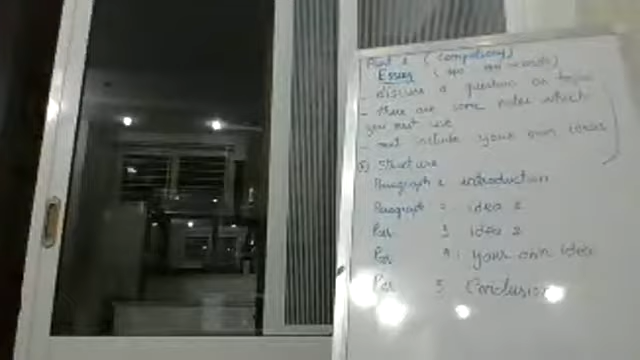 Part 1 (Compulsory)
Essay (
- discuss a question or topic
- there are some notes which
you must use
- must include your own ideas
Structure
Paragraph 1 introduction
Paragraph 2 idea 1
Par 3 idea 2
Par 4: your own idea
Par 5 Conclusion